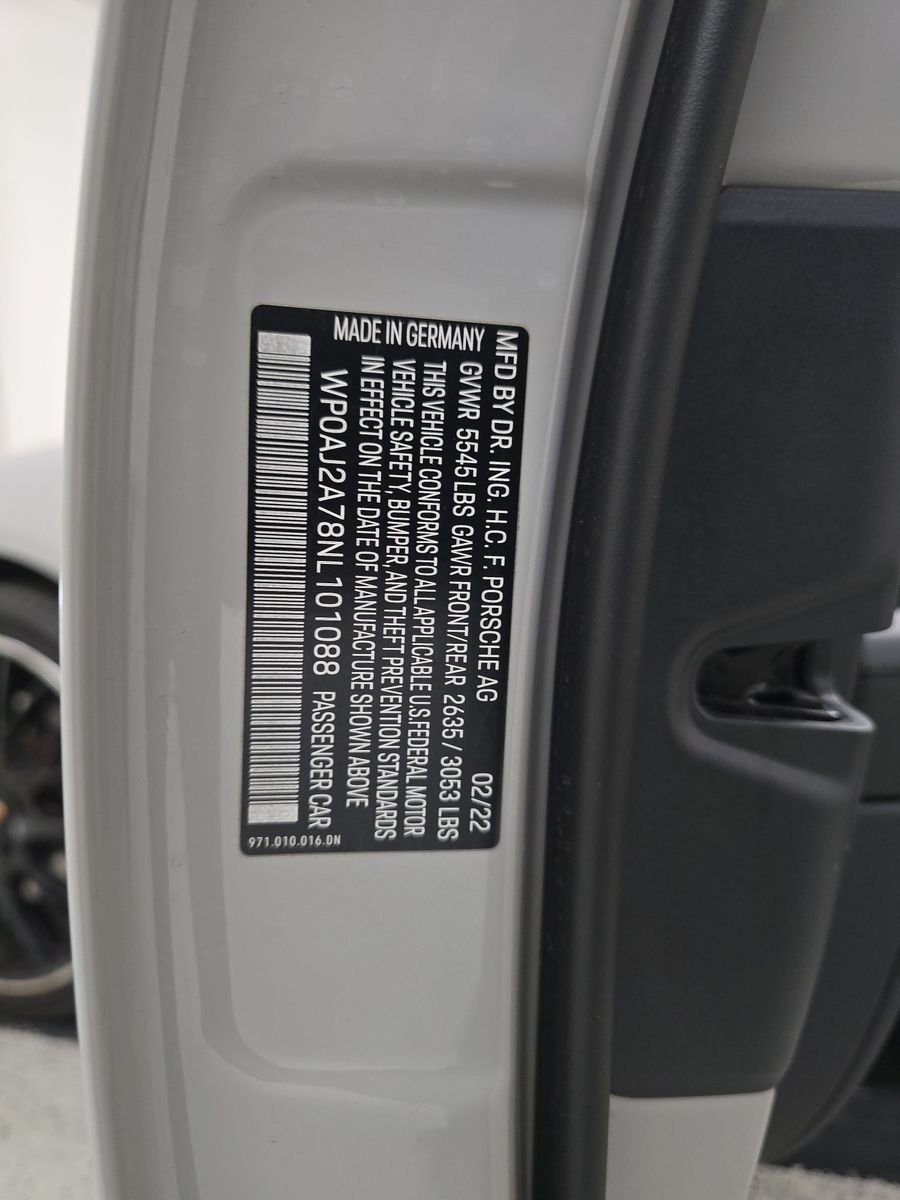 MFD BY DR. ING. H.C. F. PORSCHE AG 02/22
GVWR 5545 LBS GAWR FRONT/REAR 2635 / 3053 LBS
THIS VEHICLE CONFORMS TO ALL APPLICABLE U.S.FEDERAL MOTOR
VEHICLE SAFETY, BUMPER, AND THEFT PREVENTION STANDARDS
IN EFFECT ON THE DATE OF MANUFACTURE SHOWN ABOVE
MADE IN GERMANY
WP0AJ2A78NL101088 PASSENGER CAR
971.010.016.DN